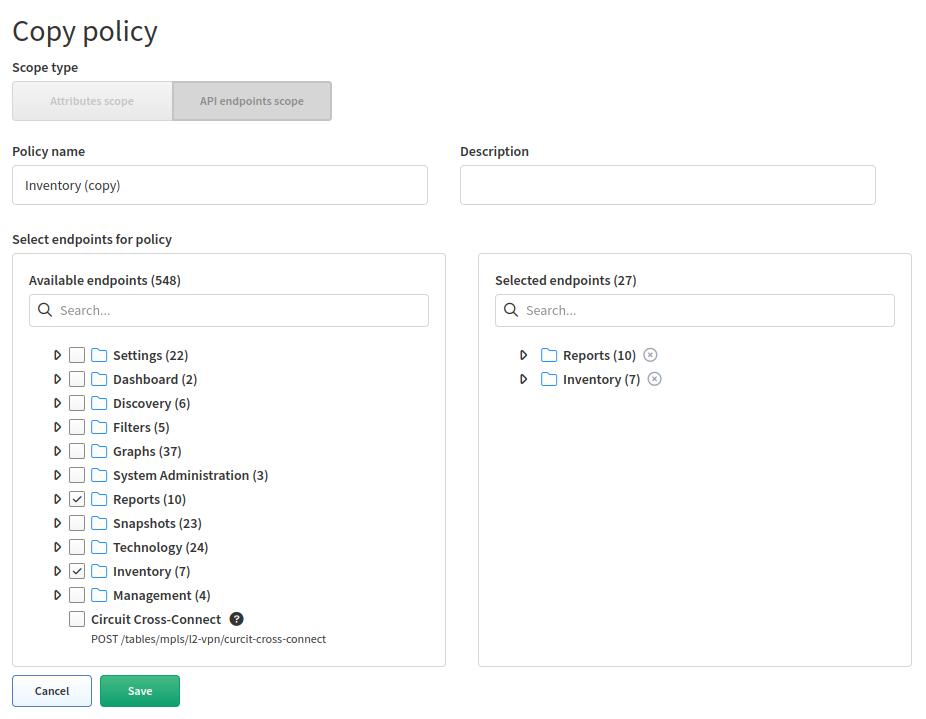 Copy policy
Scope type
Attributes scope API endpoints scope
Policy name Description
Inventory (copy)
Select endpoints for policy
Available endpoints (548) Selected endpoints (27)
Search... Search...
Settings (22) Reports (10)
Dashboard (2) Inventory (7)
Discovery (6)
Filters (5)
Graphs (37)
System Administration (3)
Reports (10)
Snapshots (23)
Technology (24)
Inventory (7)
Management (4)
Circuit Cross-Connect ?
POST /tables/mpls/l2-vpn/curcit-cross-connect
Cancel Save